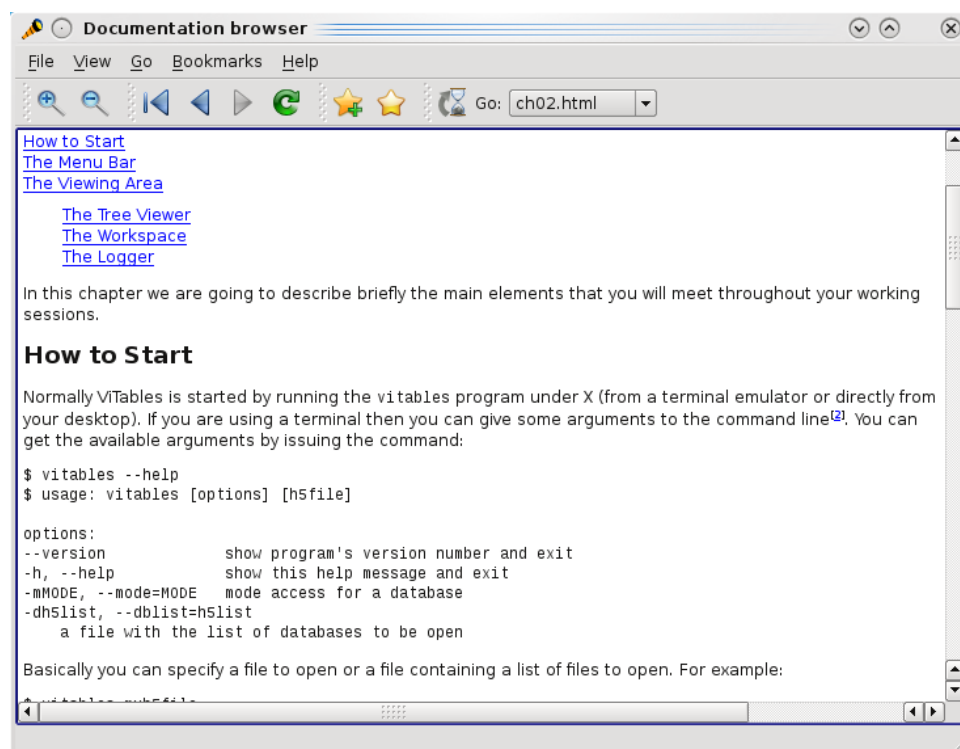 Documentation browser
File View Go Bookmarks Help
Go: ch02.html
How to Start
The Menu Bar
The Viewing Area
The Tree Viewer
The Workspace
The Logger
In this chapter we are going to describe briefly the main elements that you will meet throughout your working
sessions.
How to Start
Normally ViTables is started by running the vitables program under X (from a terminal emulator or directly from
your desktop). If you are using a terminal then you can give some arguments to the command line[2]. You can
get the available arguments by issuing the command:
$ vitables --help
$ usage: vitables [options] [h5file]
options:
--version show program's version number and exit
-h, --help show this help message and exit
-mMODE, --mode=MODE mode access for a database
-dh5list, --dblist=h5list
a file with the list of databases to be open
Basically you can specify a file to open or a file containing a list of files to open. For example:
$ vitables myh5file